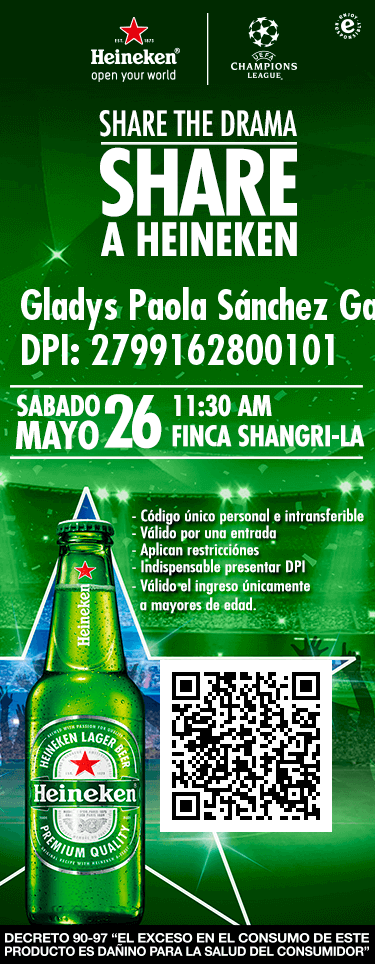 EST. 1873
Heineken®
open your world
UEFA
CHAMPIONS
LEAGUE
ENJOY RESPONSIBLY
SHARE THE DRAMA
SHARE
A HEINEKEN
Gladys Paola Sánchez Ga
DPI: 2799162800101
SABADO MAYO 26
11:30 AM
FINCA SHANGRI-LA
- Código único personal e intransferible
- Válido por una entrada
- Aplican restricciónes
- Indispensable presentar DPI
- Válido el ingreso únicamente
a mayores de edad.
Heineken
HEINEKEN LAGER BEER
Heineken®
PREMIUM QUALITY
DECRETO 90-97 “EL EXCESO EN EL CONSUMO DE ESTE
PRODUCTO ES DAÑINO PARA LA SALUD DEL CONSUMIDOR”